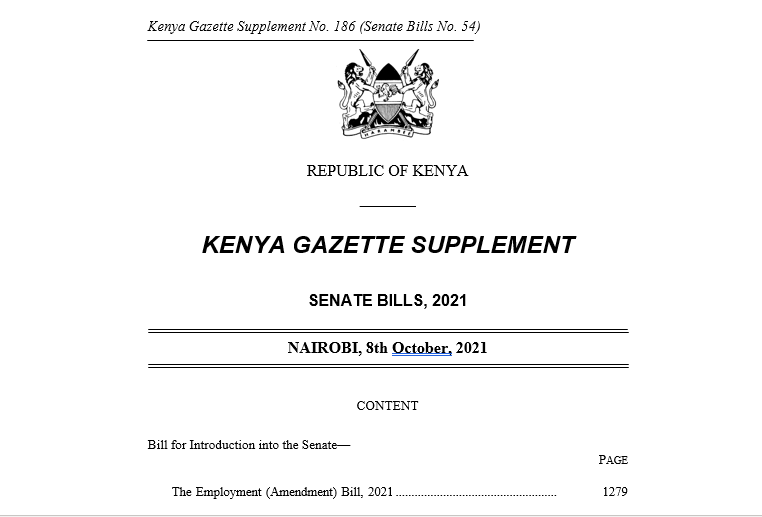 Kenya Gazette Supplement No. 186 (Senate Bills No. 54)
HARAMBEE
REPUBLIC OF KENYA
KENYA GAZETTE SUPPLEMENT
SENATE BILLS, 2021
NAIROBI, 8th October, 2021
CONTENT
Bill for Introduction into the Senate—
PAGE
The Employment (Amendment) Bill, 2021 .................................................. 1279